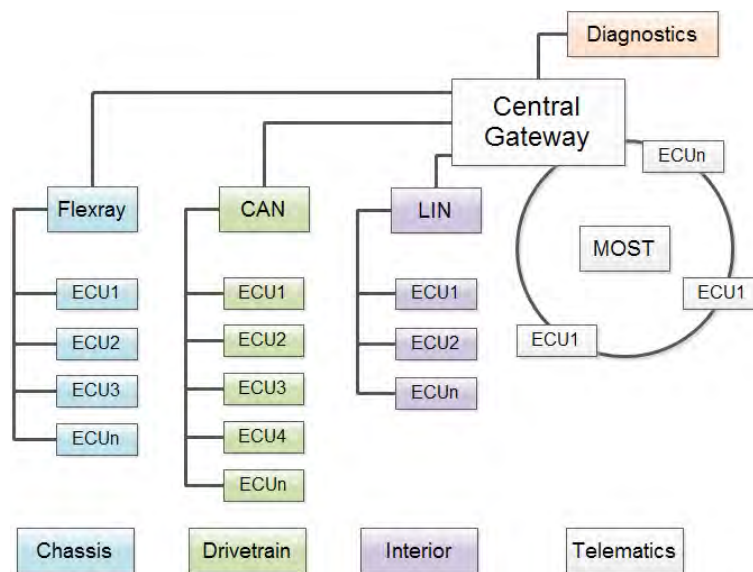 Diagnostics
Central
Gateway
ECUn
Flexray
CAN
LIN
MOST
ECU1
ECU1
ECU1
ECU1
ECU1
ECU2
ECU2
ECU2
ECU3
ECU3
ECUn
ECUn
ECU4
ECUn
Chassis
Drivetrain
Interior
Telematics